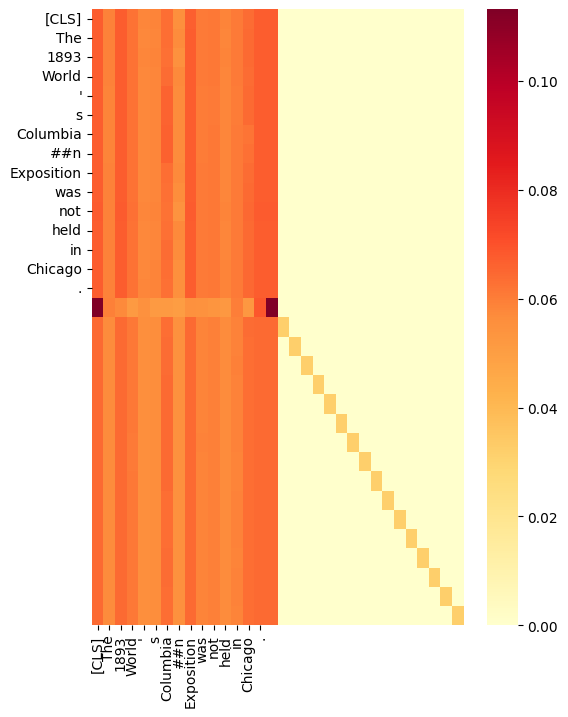 [CLS]
The
1893
World
'
s
Columbia
##n
Exposition
was
not
held
in
Chicago
.
0.10
0.08
0.06
0.04
0.02
0.00
[CLS]
The
1893
World
'
s
Columbia
##n
Exposition
was
not
held
in
Chicago
.